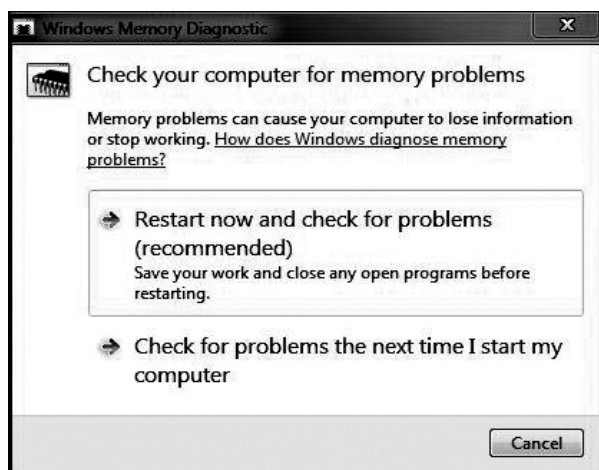 Windows Memory Diagnostic
Check your computer for memory problems
Memory problems can cause your computer to lose information
or stop working. How does Windows diagnose memory
problems?
Restart now and check for problems
(recommended)
Save your work and close any open programs before
restarting.
Check for problems the next time I start my
computer
Cancel